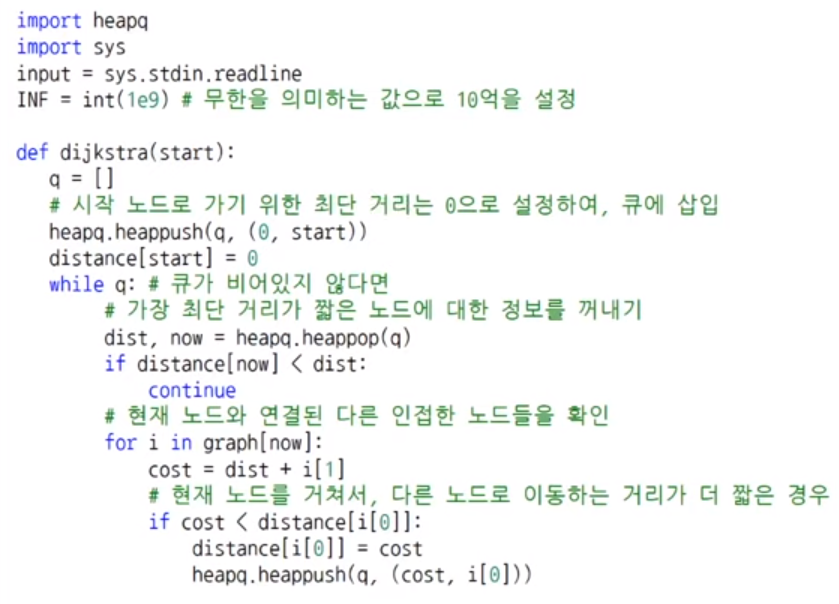 import heapq
import sys
input = sys.stdin.readline
INF = int(1e9) # 무한을 의미하는 값으로 10억을 설정
def dijkstra(start):
q = []
# 시작 노드로 가기 위한 최단 거리는 0으로 설정하여, 큐에 삽입
heapq.heappush(q, (0, start))
distance[start] = 0
while q: # 큐가 비어있지 않다면
# 가장 최단 거리가 짧은 노드에 대한 정보를 꺼내기
dist, now = heapq.heappop(q)
if distance[now] < dist:
continue
# 현재 노드와 연결된 다른 인접한 노드들을 확인
for i in graph[now]:
cost = dist + i[1]
# 현재 노드를 거쳐서, 다른 노드로 이동하는 거리가 더 짧은 경우
if cost < distance[i[0]]:
distance[i[0]] = cost
heapq.heappush(q, (cost, i[0]))